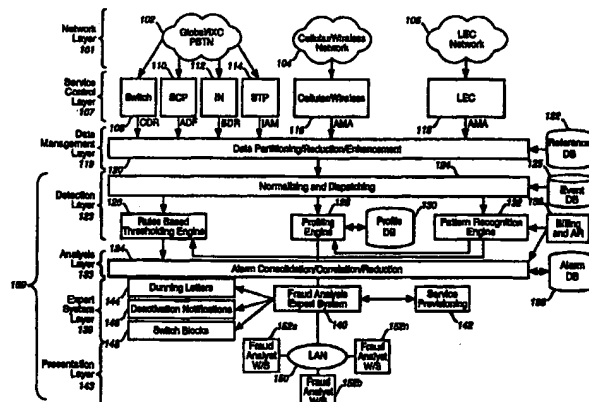 Network
Layer
101
102
Global/IXC
PSTN
Cellular/Wireless
Network
104
106
LEC
Network
Service
Control
Layer
107
110
112
114
Switch
SCP
IN
STP
Cellular/Wireless
LEC
108
CDR
ADF
SDR
IAM
116
AMA
118
AMA
Data
Management
Layer
119
Data Partitioning/Reduction/Enhancement
Reference
DB
120
Normalizing and Dispatching
Event
DB
Detection
Layer
123
126
Rules Based
Thresholding Engine
128
Profiling
Engine
Profile
DB
130
132
Pattern Recognition
Engine
Billing
and AR
Analysis
Layer
134
Alarm Consolidation/Correlation/Reduction
Alarm
DB
Expert
System
Layer
139
144
Dunning Letters
Deactivation Notifications
Switch Blocks
146
148
Fraud Analysis
Expert System
140
Service
Provisioning
142
Presentation
Layer
143
152a
Fraud
Analyst
W/S
LAN
150
152n
Fraud
Analyst
W/S
Fraud
Analyst
W/S
152b